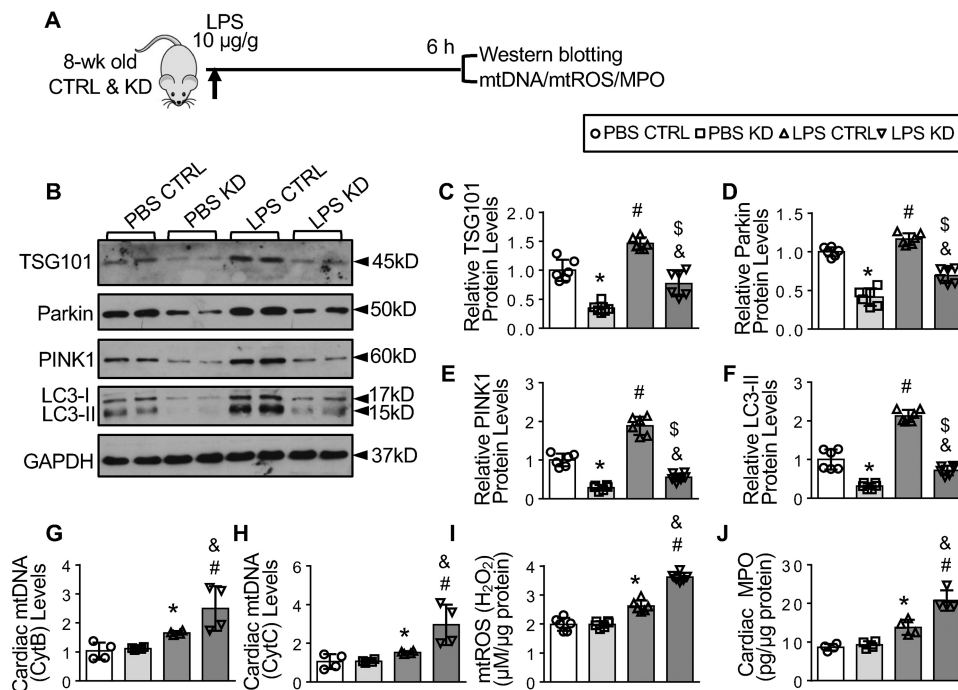 A
LPS
10 µg/g
8-wk old
CTRL & KD
6 h
Western blotting
mtDNA/mtROS/MPO
PBS CTRL PBS KD LPS CTRL LPS KD
B
PBS CTRL
PBS KD
LPS CTRL
LPS KD
TSG101
45kD
Parkin
50kD
PINK1
60kD
LC3-I
17kD
LC3-II
15kD
GAPDH
37kD
C
Relative TSG101
Protein Levels
2.0
1.5
1.0
0.5
0.0
*
#
$
&
D
Relative Parkin
Protein Levels
1.5
1.0
0.5
0.0
*
#
$
&
E
Relative PINK1
Protein Levels
3
2
1
0
*
#
$
&
F
Relative LC3-II
Protein Levels
3
2
1
0
*
#
$
&
G
Cardiac mtDNA
(CytB) Levels
4
3
2
1
0
*
&
#
H
Cardiac mtDNA
(CytC) Levels
5
4
3
2
1
0
*
&
#
I
mtROS (H₂O₂)
(µM/µg protein)
4
3
2
1
0
*
&
#
J
Cardiac MPO
(pg/µg protein)
30
20
10
0
*
&
#